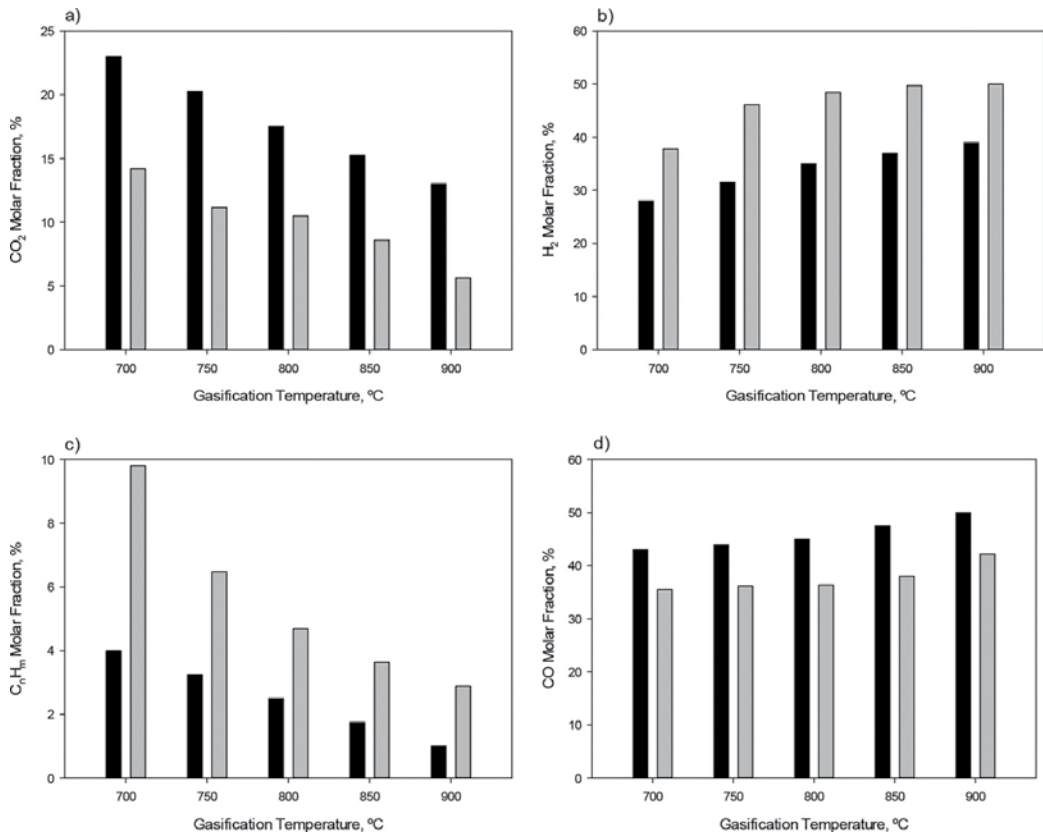 a)
25
20
15
10
5
0
CO₂ Molar Fraction, %
700 750 800 850 900
Gasification Temperature, ºC
b)
60
50
40
30
20
10
0
H₂ Molar Fraction, %
700 750 800 850 900
Gasification Temperature, ºC
c)
10
8
6
4
2
0
CₙHₘ Molar Fraction, %
700 750 800 850 900
Gasification Temperature, ºC
d)
60
50
40
30
20
10
0
CO Molar Fraction, %
700 750 800 850 900
Gasification Temperature, ºC